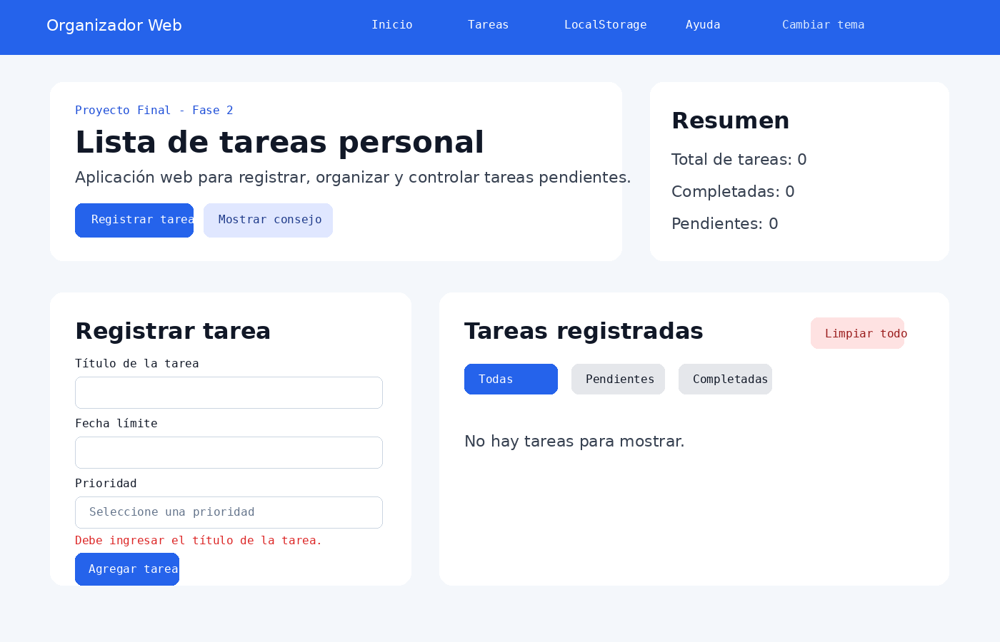 Organizador Web
Inicio
Tareas
LocalStorage
Ayuda
Cambiar tema
Proyecto Final - Fase 2
Lista de tareas personal
Aplicación web para registrar, organizar y controlar tareas pendientes.
Registrar tarea
Mostrar consejo
Resumen
Total de tareas: 0
Completadas: 0
Pendientes: 0
Registrar tarea
Título de la tarea
Fecha límite
Prioridad
Seleccione una prioridad
Debe ingresar el título de la tarea.
Agregar tarea
Tareas registradas
Limpiar todo
Todas
Pendientes
Completadas
No hay tareas para mostrar.